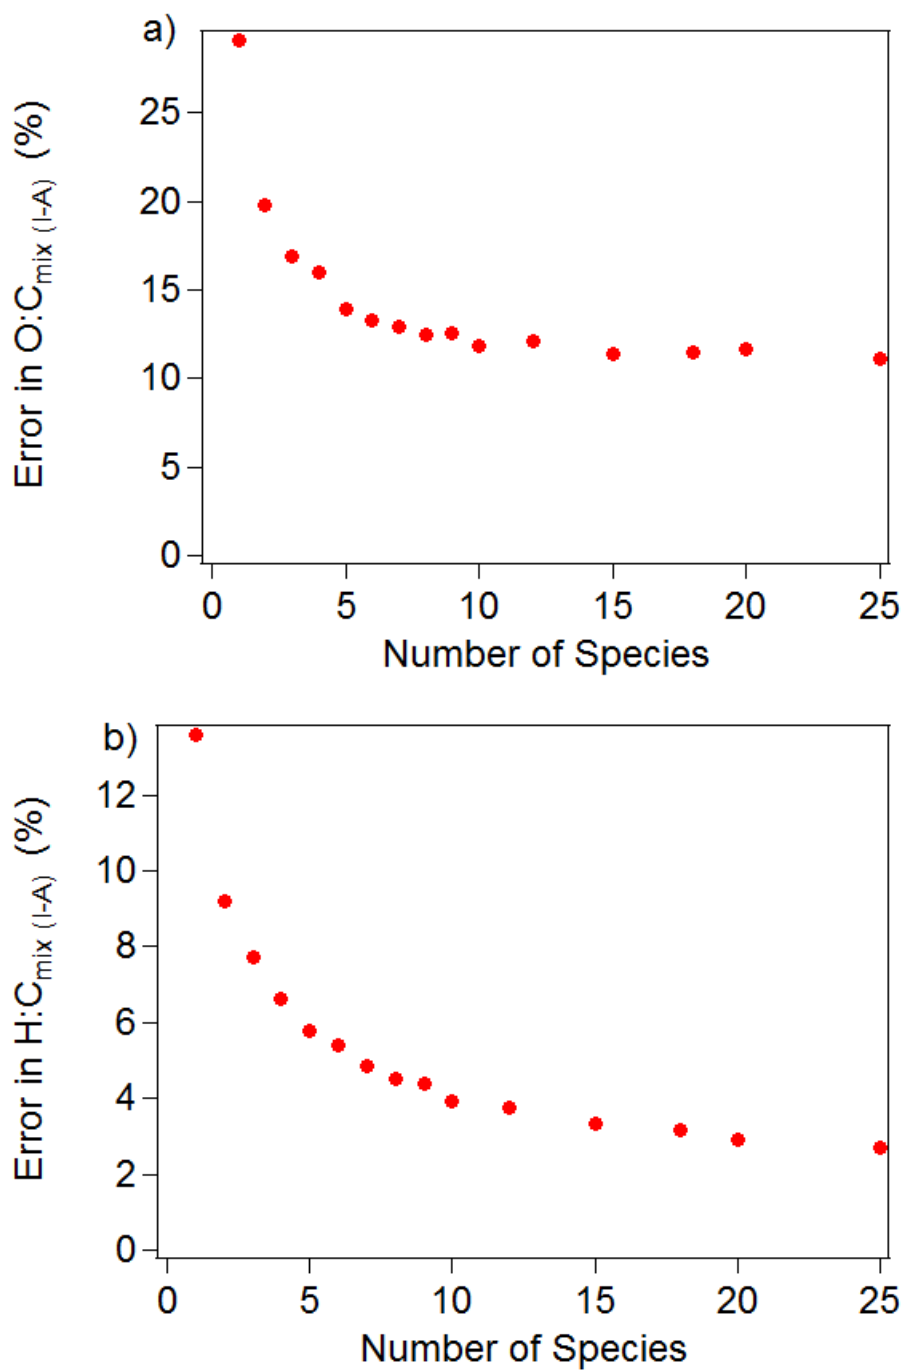 a)
Error in O:Cmix (I-A) (%)
25
20
15
10
5
0
0 5 10 15 20 25
Number of Species
b)
Error in H:Cmix (I-A) (%)
12
10
8
6
4
2
0
0 5 10 15 20 25
Number of Species